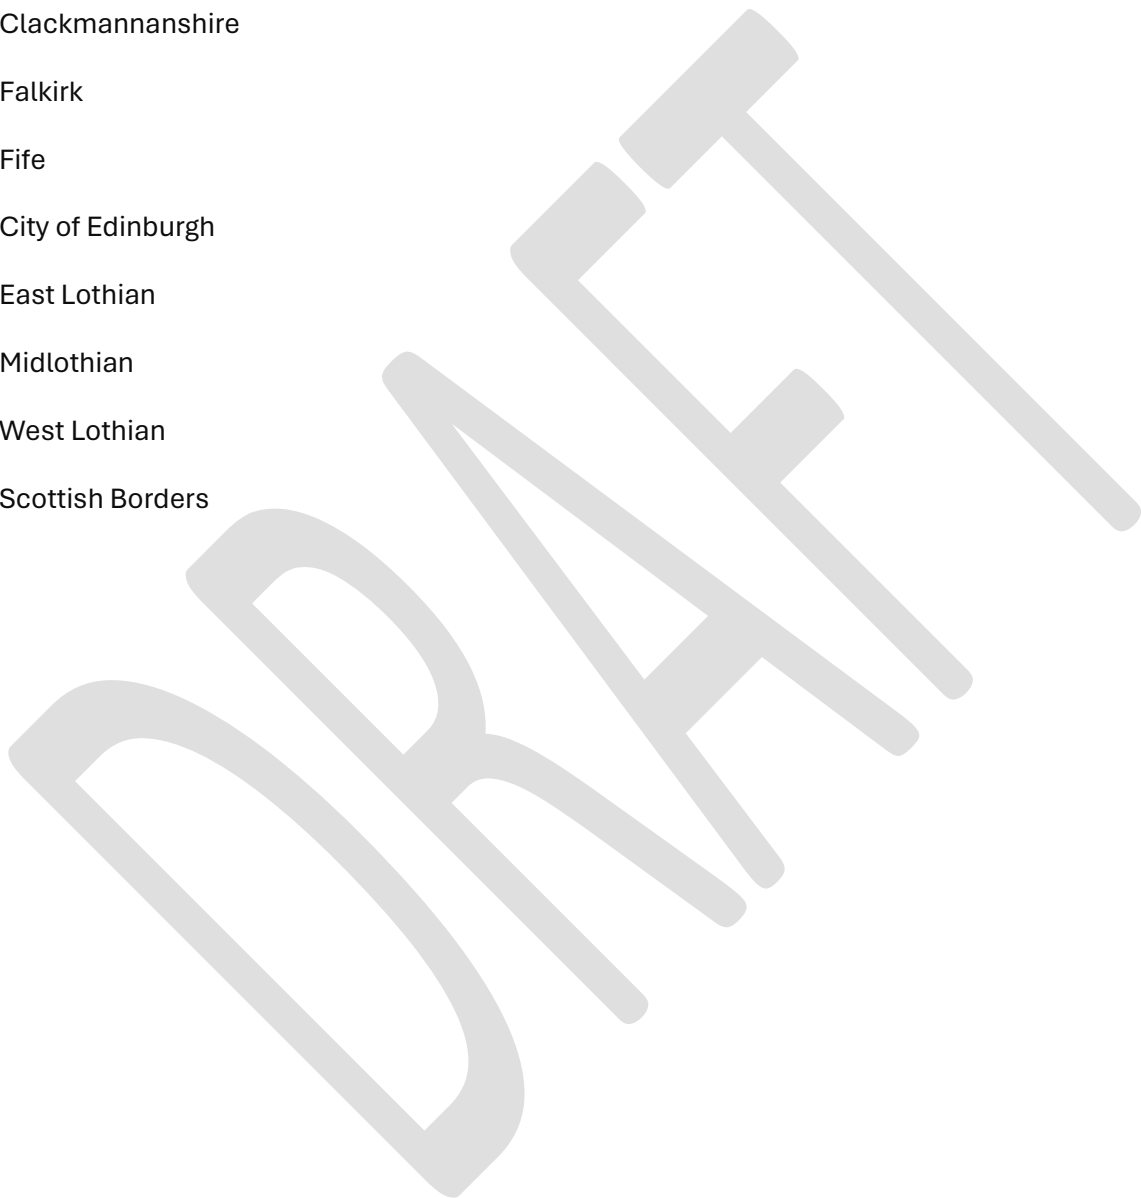 Clackmannanshire
Falkirk
Fife
City of Edinburgh
East Lothian
Midlothian
West Lothian
Scottish Borders
DRAFT